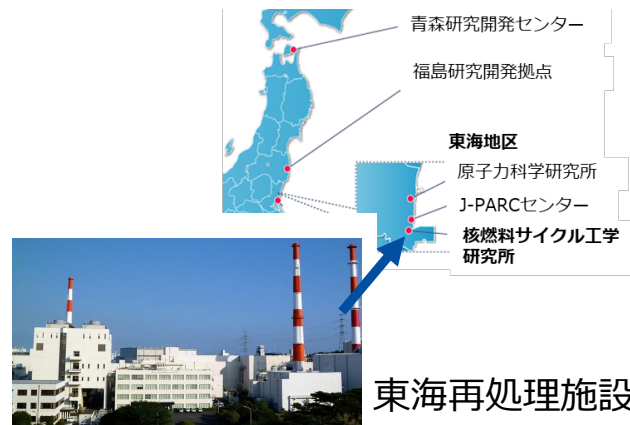 青森研究開発センター
福島研究開発拠点
東海地区
原子力科学研究所
J-PARCセンター
核燃料サイクル工学
研究所
東海再処理施設